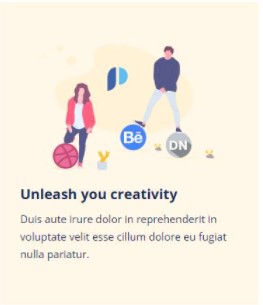 Bē
DN
Unleash you creativity
Duis aute irure dolor in reprehenderit in
voluptate velit esse cillum dolore eu fugiat
nulla pariatur.